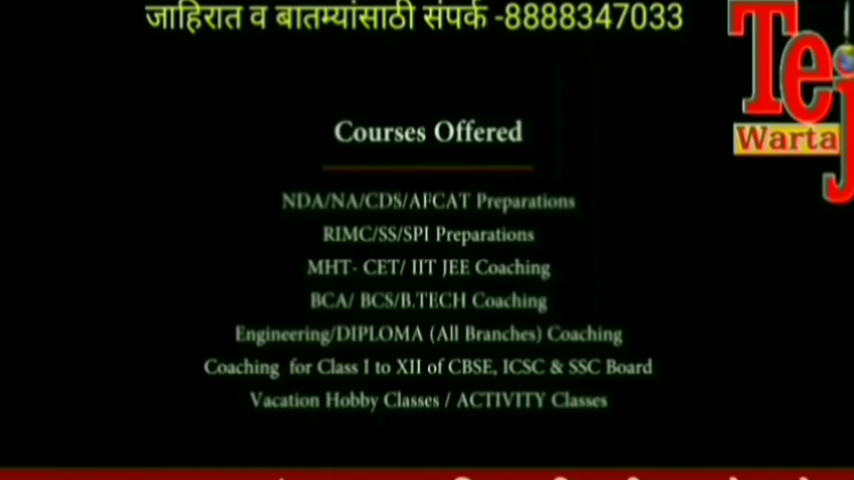 जाहिरात व बातम्यांसाठी संपर्क -8888347033
Tej
Warta
Courses Offered
NDA/NA/CDS/AFCAT Preparations
RIMC/SS/SPI Preparations
MHT- CET/ IIT JEE Coaching
BCA/ BCS/B.TECH Coaching
Engineering/DIPLOMA (All Branches) Coaching
Coaching for Class I to XII of CBSE, ICSC & SSC Board
Vacation Hobby Classes / ACTIVITY Classes